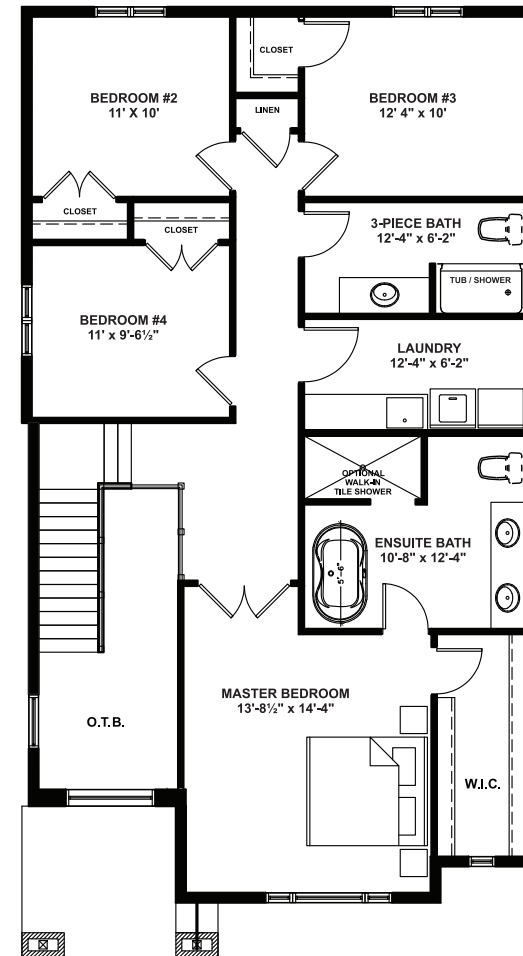 CLOSET
BEDROOM #2
11' X 10'
BEDROOM #3
12' 4" x 10'
LINEN
CLOSET
CLOSET
3-PIECE BATH
12'-4" x 6'-2"
TUB / SHOWER
BEDROOM #4
11' x 9'-6½"
LAUNDRY
12'-4" x 6'-2"
OPTIONAL
WALK-IN
TILE SHOWER
ENSUITE BATH
10'-8" x 12'-4"
5'-6"
MASTER BEDROOM
13'-8½" x 14'-4"
O.T.B.
W.I.C.